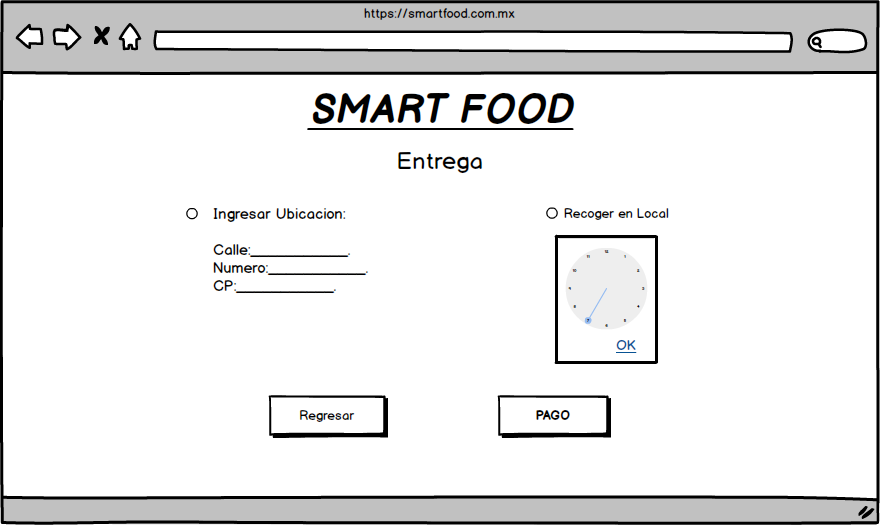 https://smartfood.com.mx
SMART FOOD
Entrega
Ingresar Ubicacion:
Calle:____________.
Numero:____________.
CP:____________.
Recoger en Local
12
11 1
10 2
9 3
8 4
7 5
6
OK
Regresar
PAGO